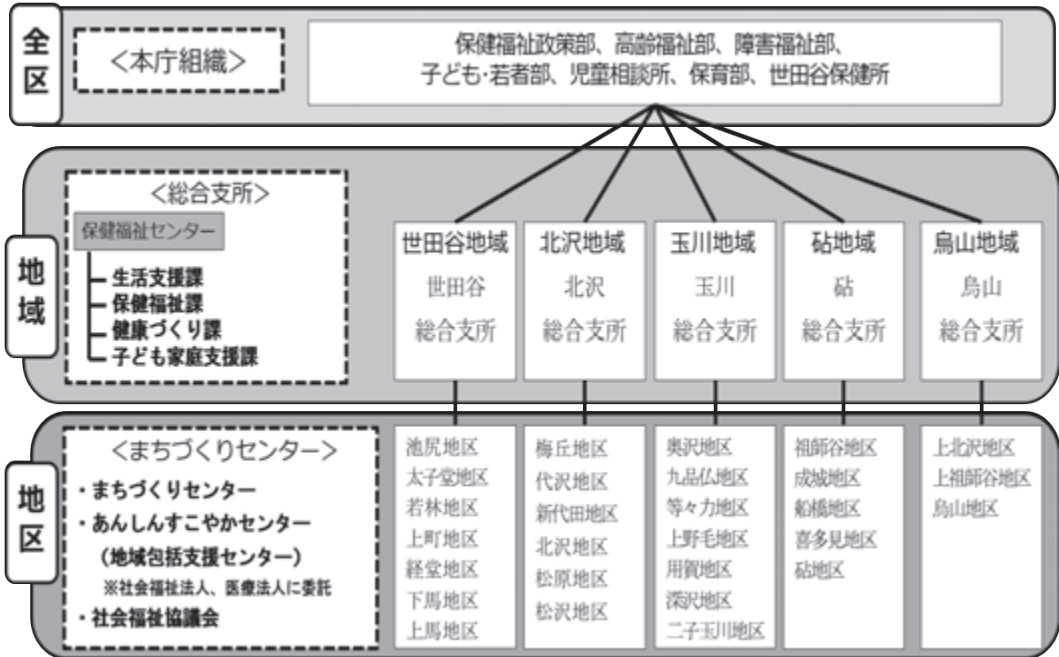 全区
<本庁組織>
保健福祉政策部、高齢福祉部、障害福祉部、
子ども・若者部、児童相談所、保育部、世田谷保健所
地域
<総合支所>
保健福祉センター
生活支援課
保健福祉課
健康づくり課
子ども家庭支援課
世田谷地域
世田谷
総合支所
北沢地域
北沢
総合支所
玉川地域
玉川
総合支所
砧地域
砧
総合支所
烏山地域
烏山
総合支所
地区
<まちづくりセンター>
・まちづくりセンター
・あんしんすこやかセンター
(地域包括支援センター)
※社会福祉法人、医療法人に委託
・社会福祉協議会
池尻地区
太子堂地区
若林地区
上町地区
経堂地区
下馬地区
上馬地区
梅丘地区
代沢地区
新代田地区
北沢地区
松原地区
松沢地区
奥沢地区
九品仏地区
等々力地区
上野毛地区
用賀地区
深沢地区
二子玉川地区
祖師谷地区
成城地区
船橋地区
喜多見地区
砧地区
上北沢地区
上祖師谷地区
烏山地区